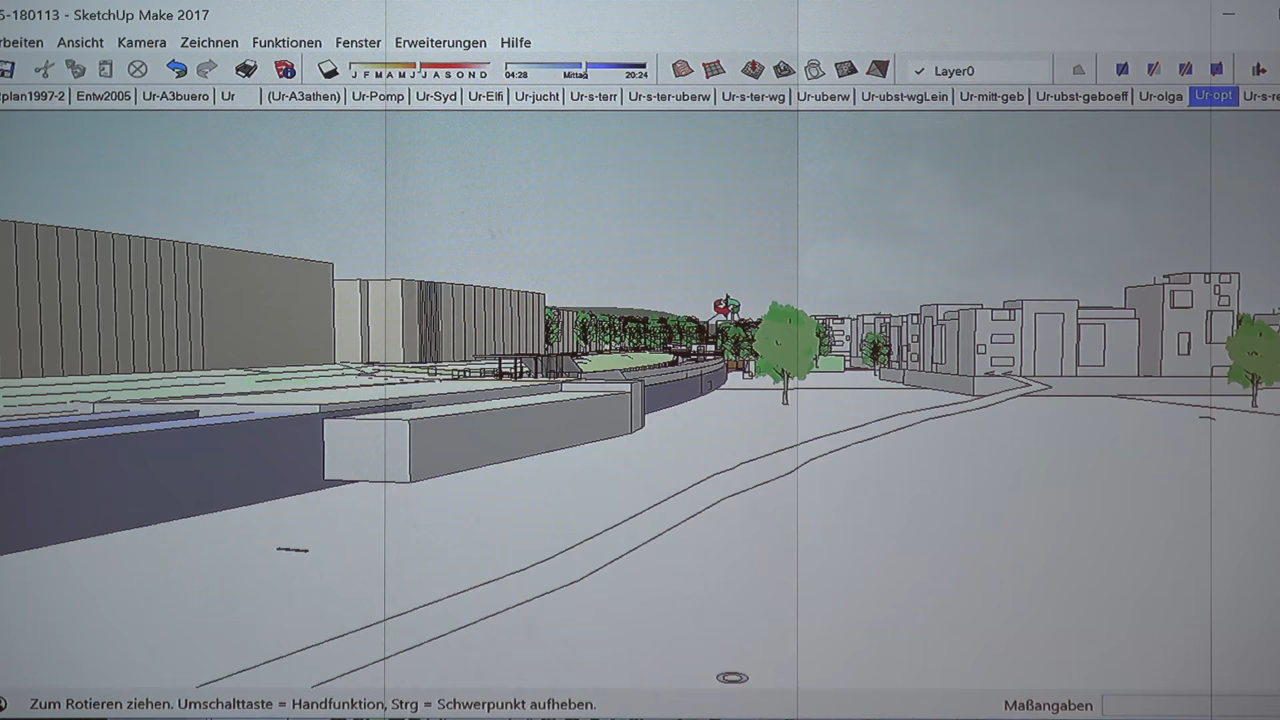 5-180113 - SketchUp Make 2017
rbeiten Ansicht Kamera Zeichnen Funktionen Fenster Erweiterungen Hilfe
J F M A M J J A S O N D 04:28 Mittag 20:24 Layer0
plan1997-2 Entw2005 Ur-A3buero Ur (Ur-A3athen) Ur-Pomp Ur-Syd Ur-Elfi Ur-jucht Ur-s-terr Ur-s-ter-uberw Ur-s-ter-wg Ur-uberw Ur-ubst-wgLein Ur-mitt-geb Ur-ubst-geboeff Ur-olga Ur-opt Ur-s-re
Zum Rotieren ziehen. Umschalttaste = Handfunktion, Strg = Schwerpunkt aufheben. Maßangaben